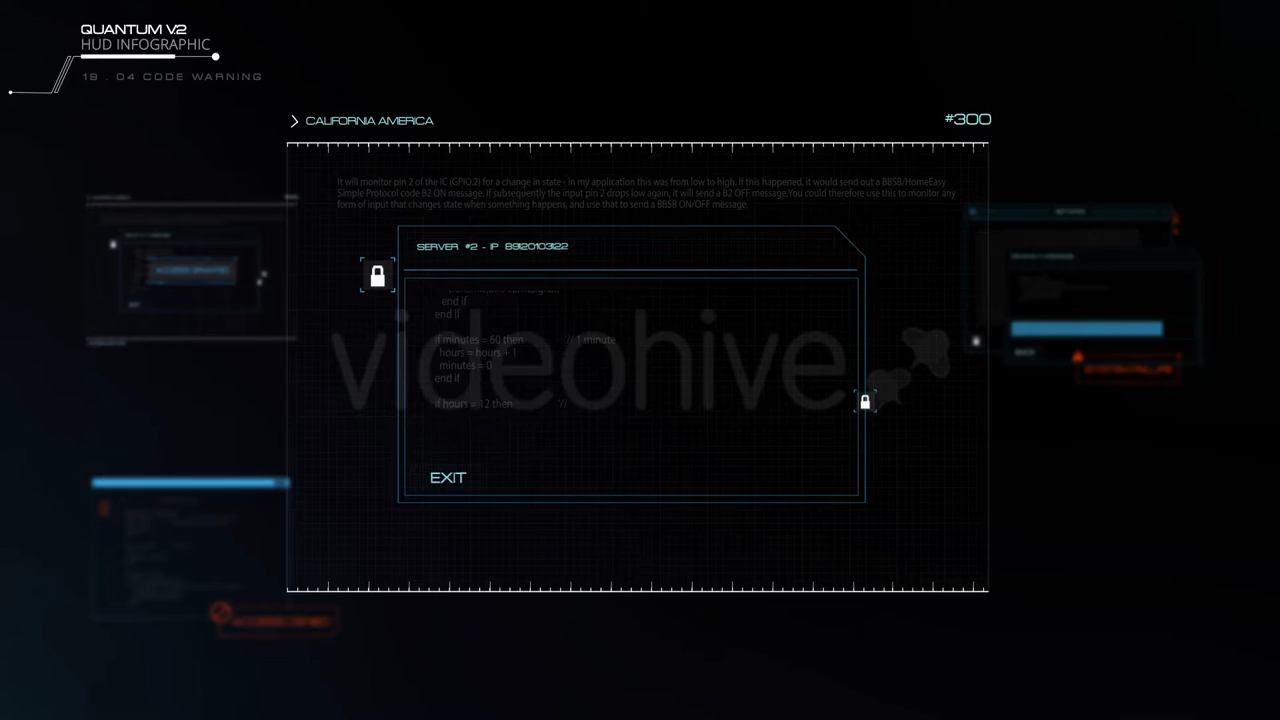 QUANTUM V.2
HUD INFOGRAPHIC
19 . 04 CODE WARNING
CALIFORNIA AMERICA
#300
It will monitor pin 2 of the IC (GPIO.2) for a change in state - in my application this was from low to high. If this happened, it would send out a BBSB/HomeEasy
Simple Protocol code B2 ON message. If subsequently the input pin 2 drops low again, it will send a B2 OFF message.You could therefore use this to monitor any
form of input that changes state when something happens, and use that to send a BBSB ON/OFF message.
SERVER #2 - IP 89120103122
end if
end if
if minutes = 60 then // 1 minute
hours = hours + 1
minutes = 0
end if
if hours = 12 then //
videohive
EXIT